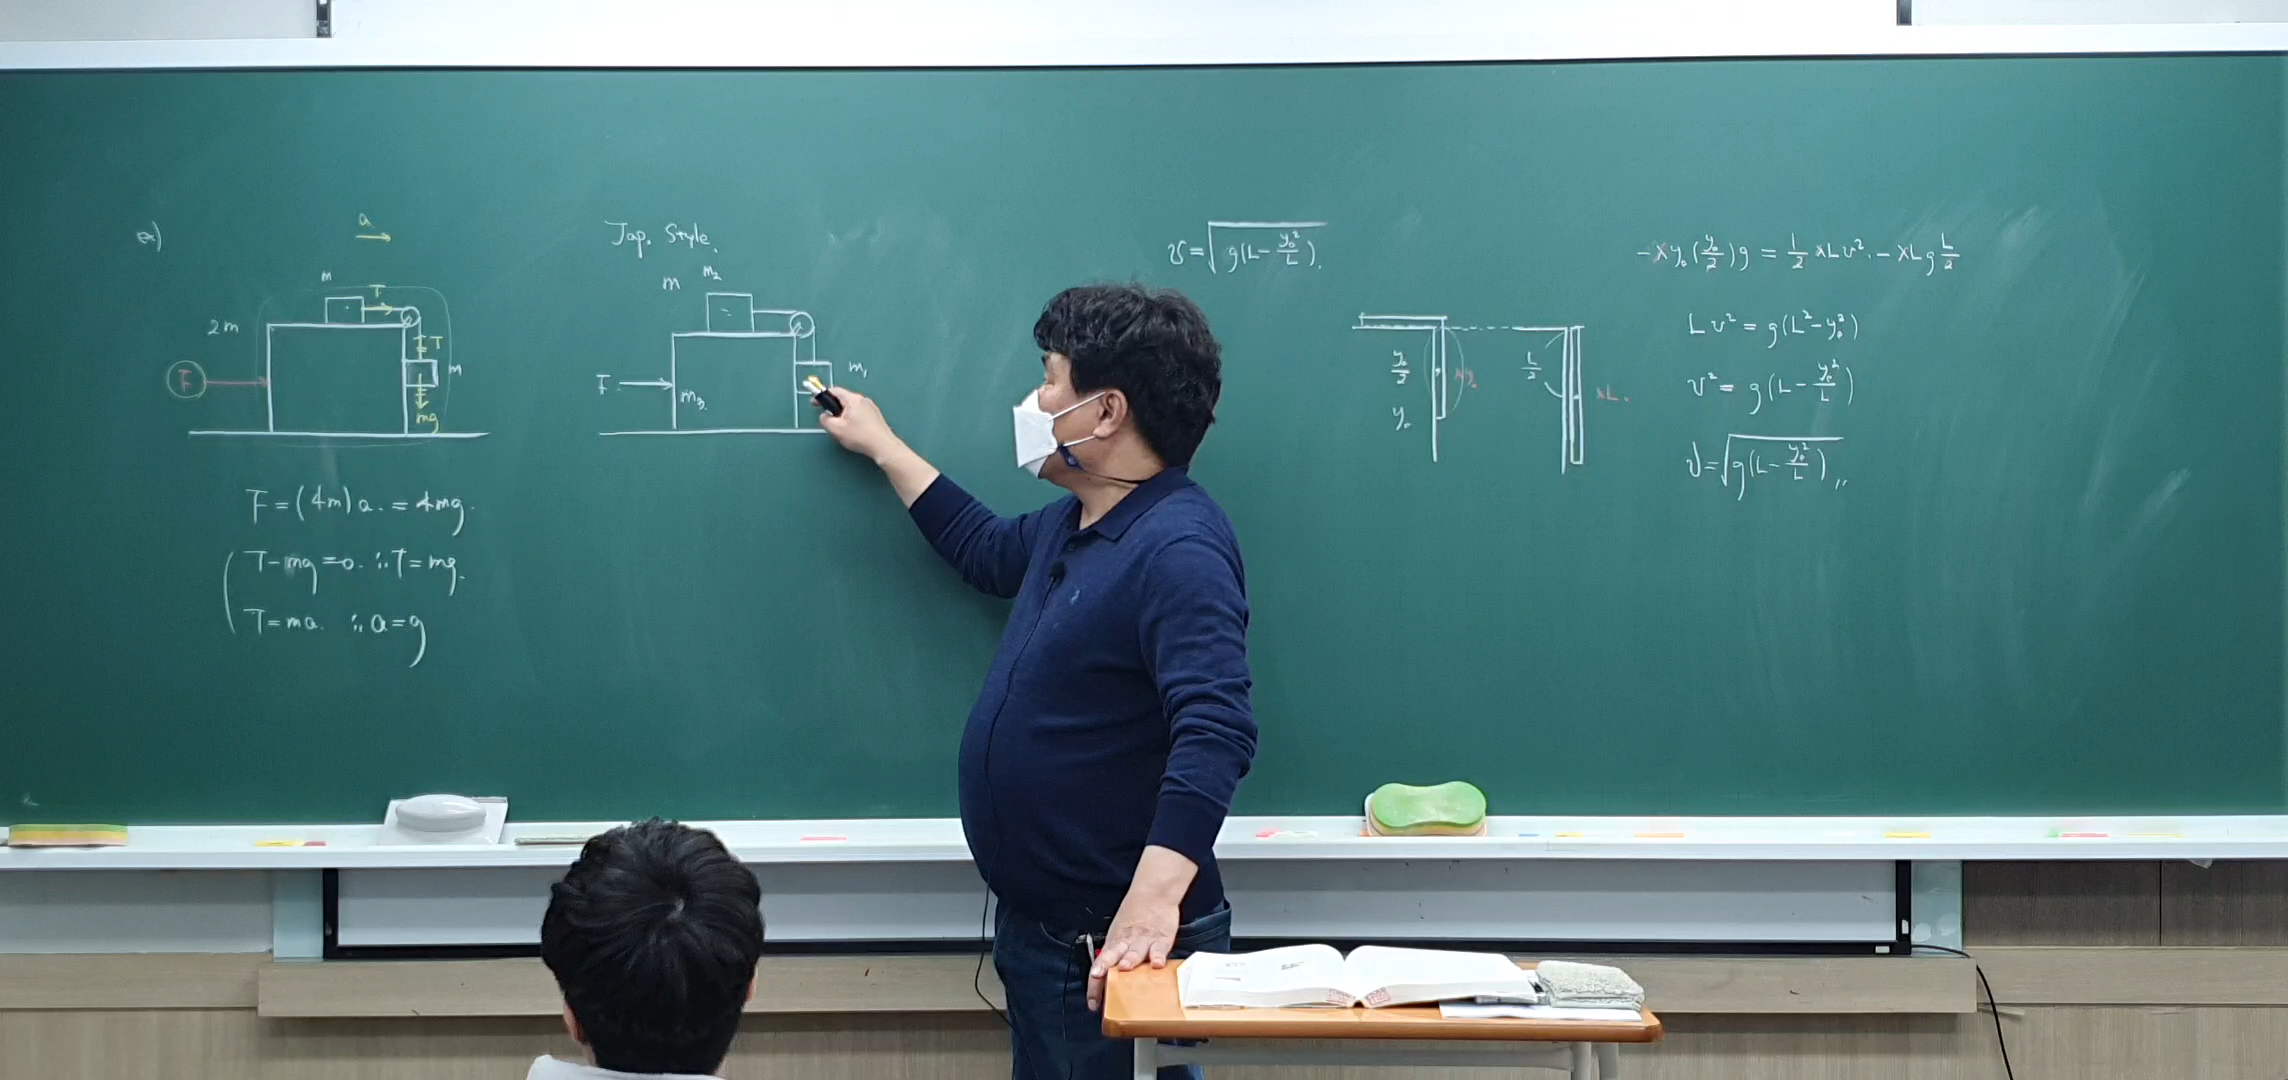 ex)
a
m
T
2m
T
m
F
mg
F = (4m) a. = 4mg.
T - mg = 0. ∴ T = mg.
T = ma. ∴ a = g
Jap. Style.
m
m₂
m₁
F
m₃
v = √g(L - y₀²/L).
y₀/2
y₀
L/2
λL.
-λy₀(y₀/2)g = 1/2 λLv². - λLg L/2
Lv² = g(L² - y₀²)
v² = g(L - y₀²/L)
v = √g(L - y₀²/L),,